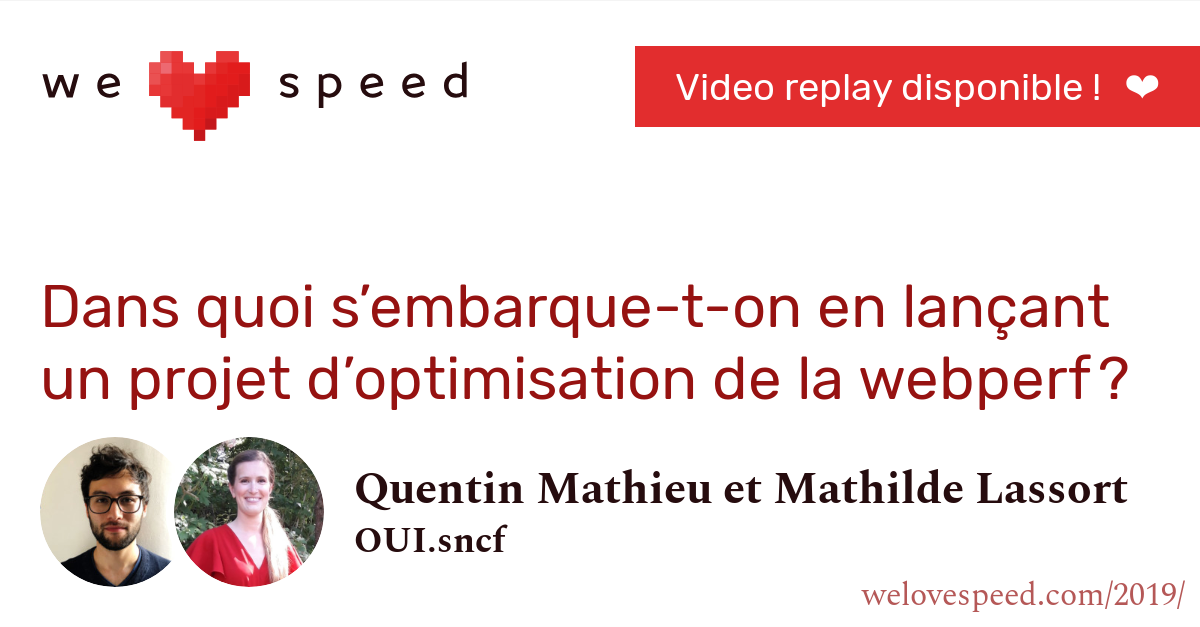 we speed
Video replay disponible ! ❤
Dans quoi s’embarque-t-on en lançant
un projet d’optimisation de la webperf ?
Quentin Mathieu et Mathilde Lassort
OUI.sncf
welovespeed.com/2019/